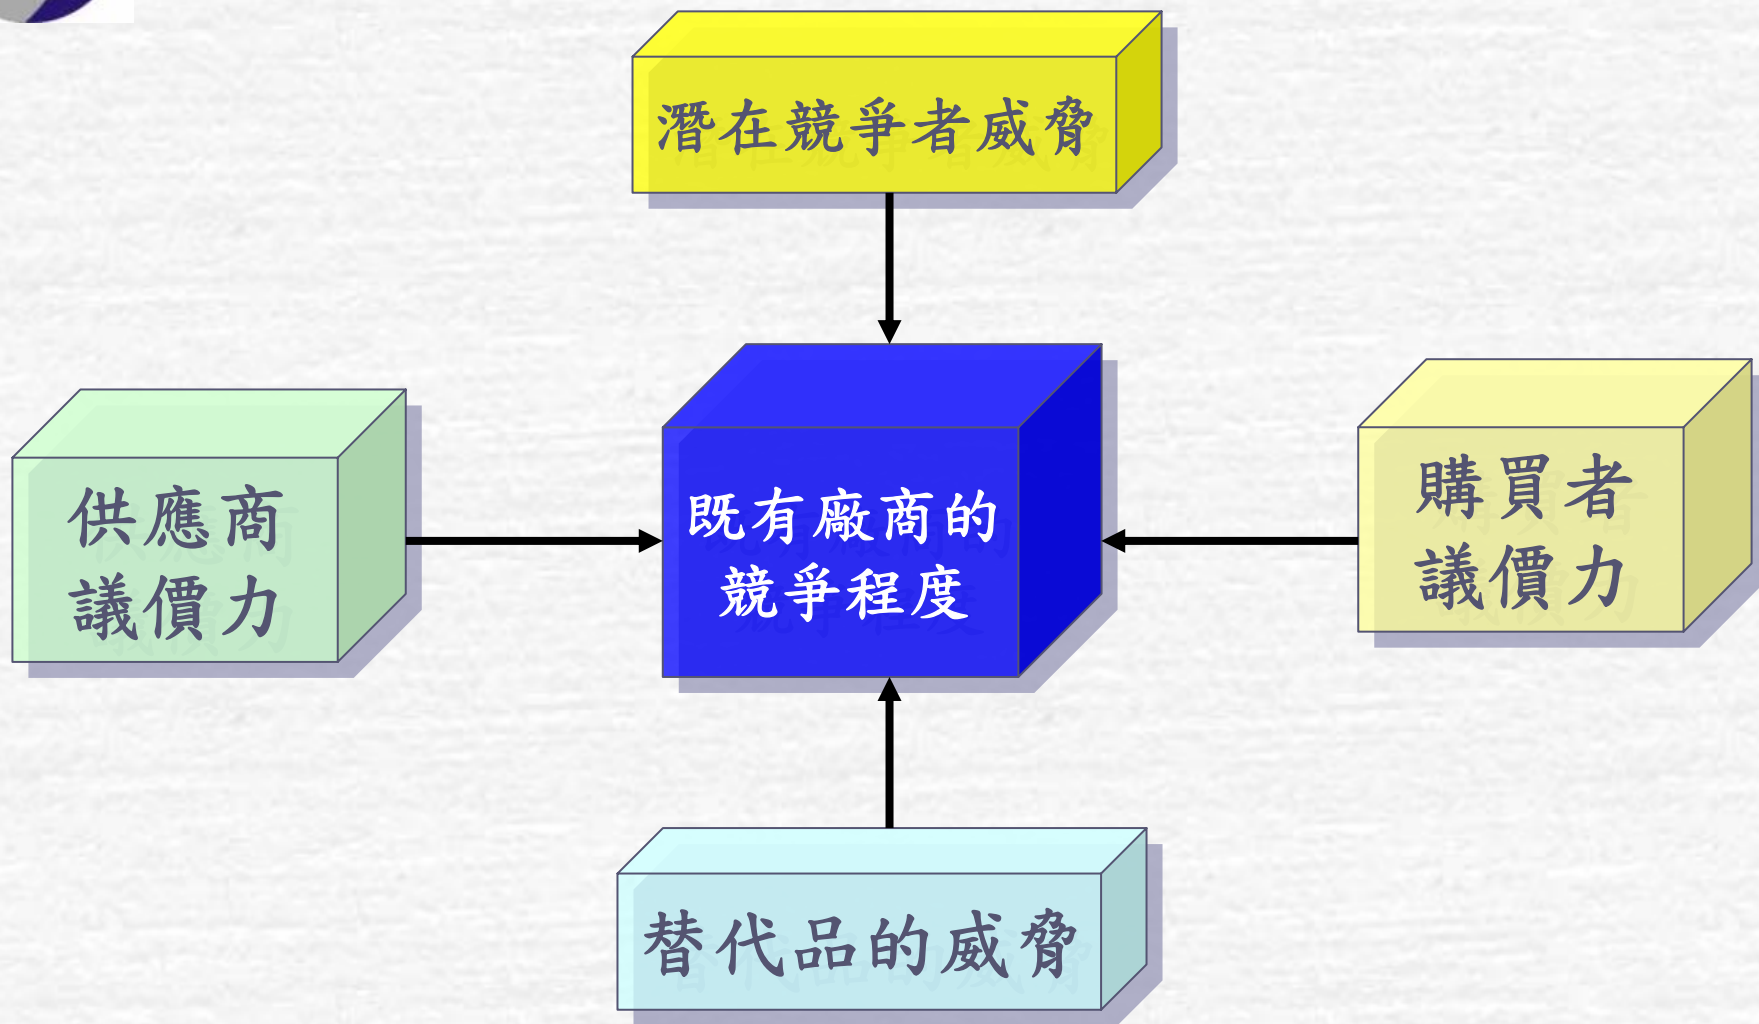 潛在競爭者威脅
供應商
議價力
既有廠商的
競爭程度
購買者
議價力
替代品的威脅